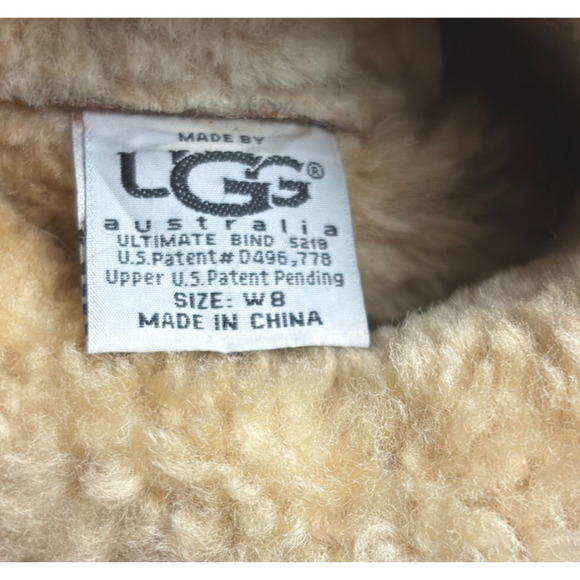 MADE BY
UGG®
australia
ULTIMATE BIND 5219
U.S.Patent# D496,778
Upper U.S.Patent Pending
SIZE: W8
MADE IN CHINA